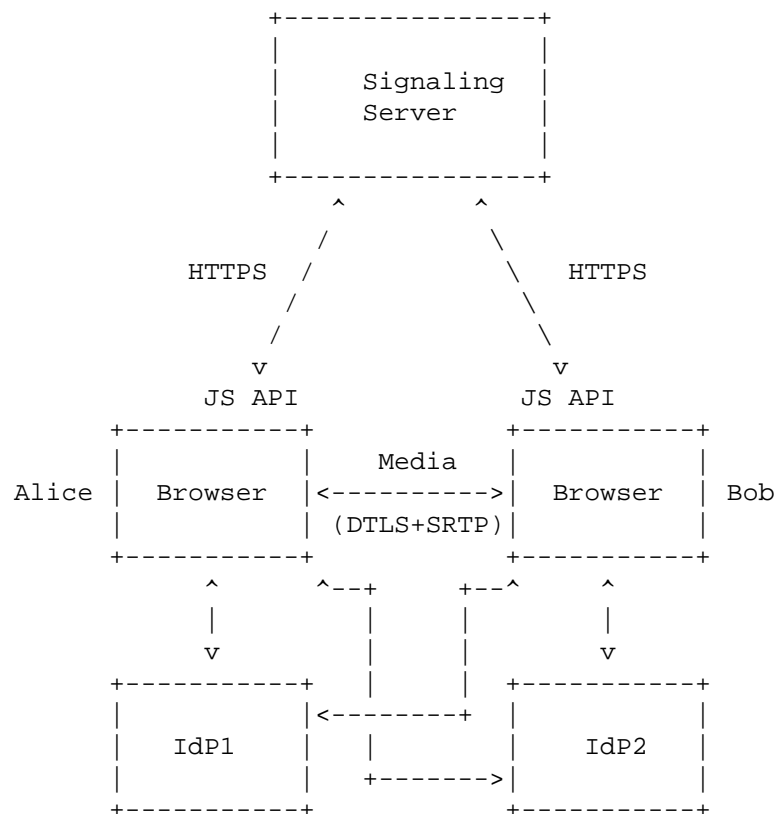 Signaling
Server
HTTPS HTTPS
JS API JS API
Media
Alice Browser Browser Bob
(DTLS+SRTP)
IdP1 IdP2